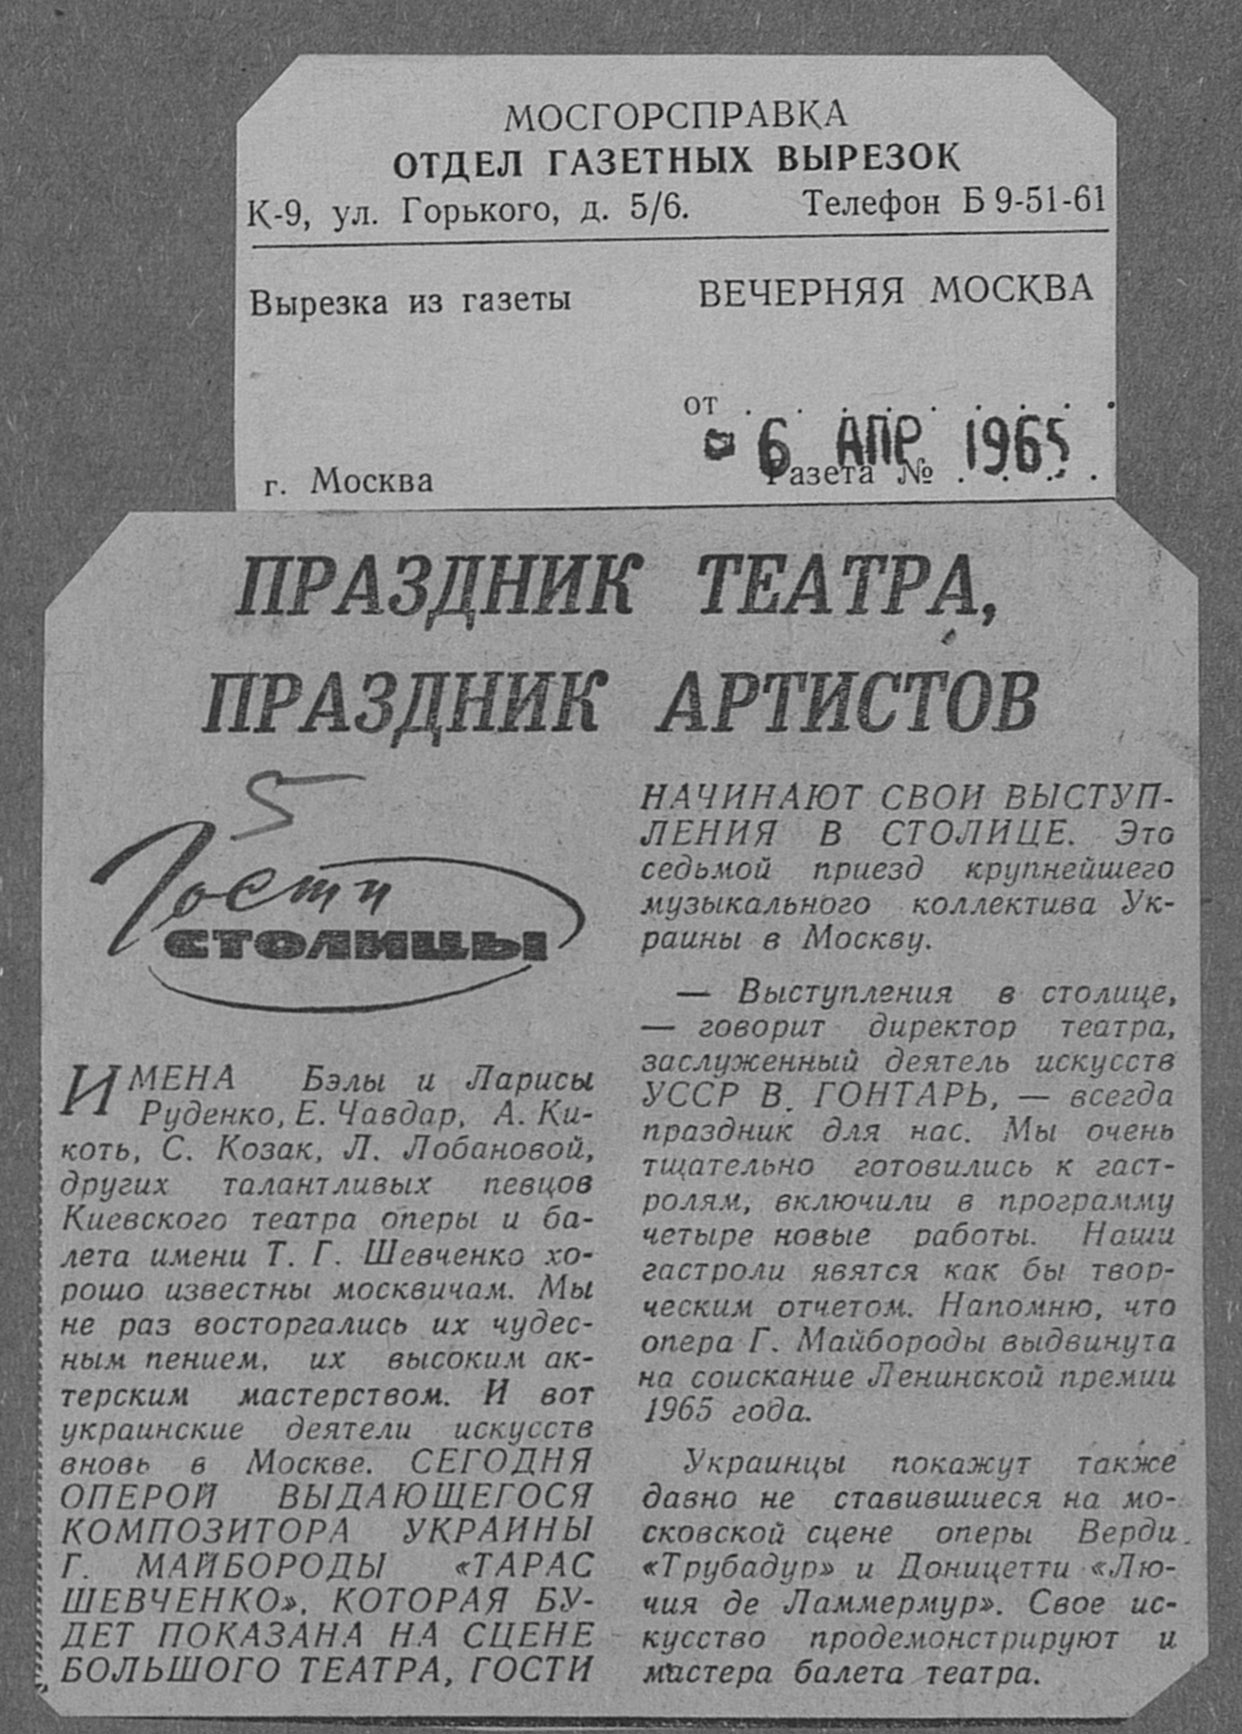 МОСГОРСПРАВКА
ОТДЕЛ ГАЗЕТНЫХ ВЫРЕЗОК
К-9, ул. Горького, д. 5/6. Телефон Б 9-51-61
Вырезка из газеты ВЕЧЕРНЯЯ МОСКВА
от . . . . . . . . .
- 6 АПР 1965
г. Москва Газета № . . . .
ПРАЗДНИК ТЕАТРА,
ПРАЗДНИК АРТИСТОВ
5
Гости
СТОЛИЦЫ
ИМЕНА Бэлы и Ларисы
Руденко, Е. Чавдар, А. Ки-
коть, С. Козак, Л. Лобановой,
других талантливых певцов
Киевского театра оперы и ба-
лета имени Т. Г. Шевченко хо-
рошо известны москвичам. Мы
не раз восторгались их чудес-
ным пением, их высоким ак-
терским мастерством. И вот
украинские деятели искусств
вновь в Москве. СЕГОДНЯ
ОПЕРОЙ ВЫДАЮЩЕГОСЯ
КОМПОЗИТОРА УКРАИНЫ
Г. МАЙБОРОДЫ «ТАРАС
ШЕВЧЕНКО», КОТОРАЯ БУ-
ДЕТ ПОКАЗАНА НА СЦЕНЕ
БОЛЬШОГО ТЕАТРА, ГОСТИ
НАЧИНАЮТ СВОИ ВЫСТУП-
ЛЕНИЯ В СТОЛИЦЕ. Это
седьмой приезд крупнейшего
музыкального коллектива Ук-
раины в Москву.
— Выступления в столице,
— говорит директор театра,
заслуженный деятель искусств
УССР В. ГОНТАРЬ, — всегда
праздник для нас. Мы очень
тщательно готовились к гаст-
ролям, включили в программу
четыре новые работы. Наши
гастроли явятся как бы твор-
ческим отчетом. Напомню, что
опера Г. Майбороды выдвинута
на соискание Ленинской премии
1965 года.
Украинцы покажут также
давно не ставившиеся на мо-
сковской сцене оперы Верди
«Трубадур» и Доницетти «Лю-
чия де Ламмермур». Свое ис-
кусство продемонстрируют и
мастера балета театра.